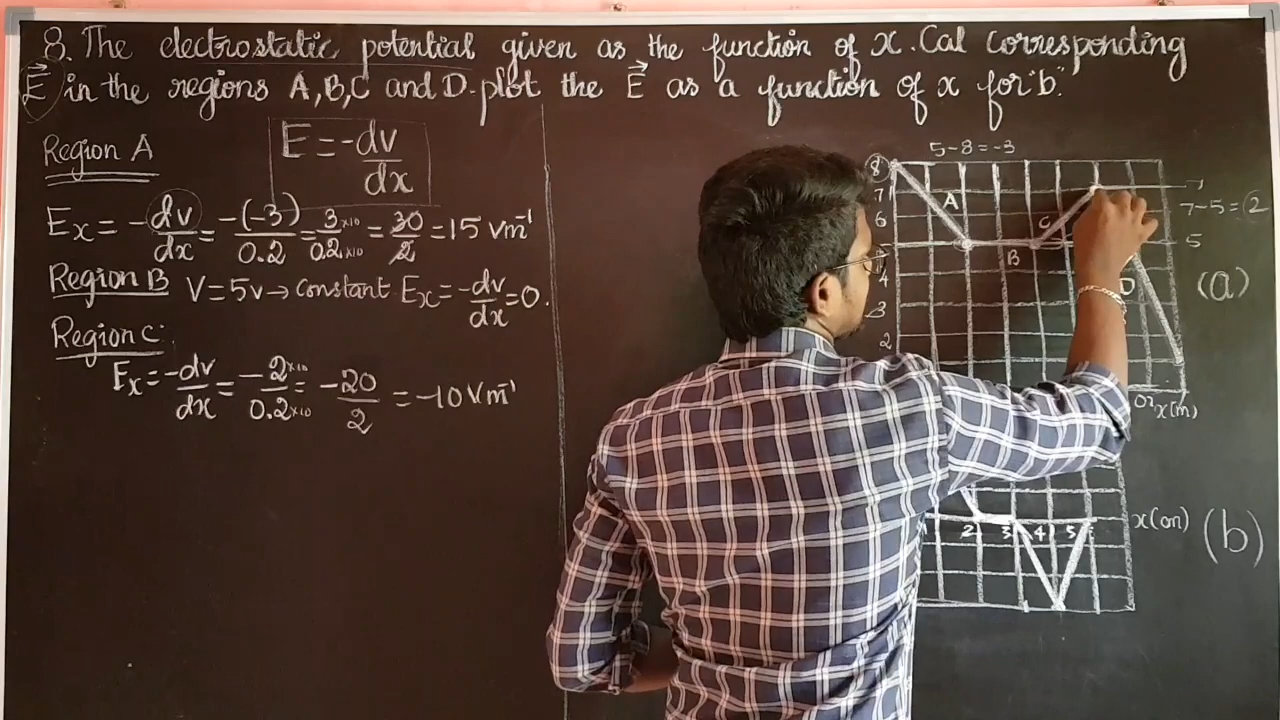 8. The electrostatic potential given as the function of x. Cal corresponding
E⃗ in the regions A,B,C and D. plot the E⃗ as a function of x for "b".
Region A
E = -dv/dx
Ex = -dv/dx = -(-3)/0.2 = 3×10/0.2×10 = 30/2 = 15 Vm⁻¹
Region B V=5v → constant Ex = -dv/dx = 0.
Region C:
Ex = -dv/dx = -2×10/0.2×10 = -20/2 = -10 Vm⁻¹
5-8=-3
8
7
7-5=2
6
5
5
4
3
2
A
B
C
D
(a)
x(m)
2 3 4 5
x(cm)
(b)